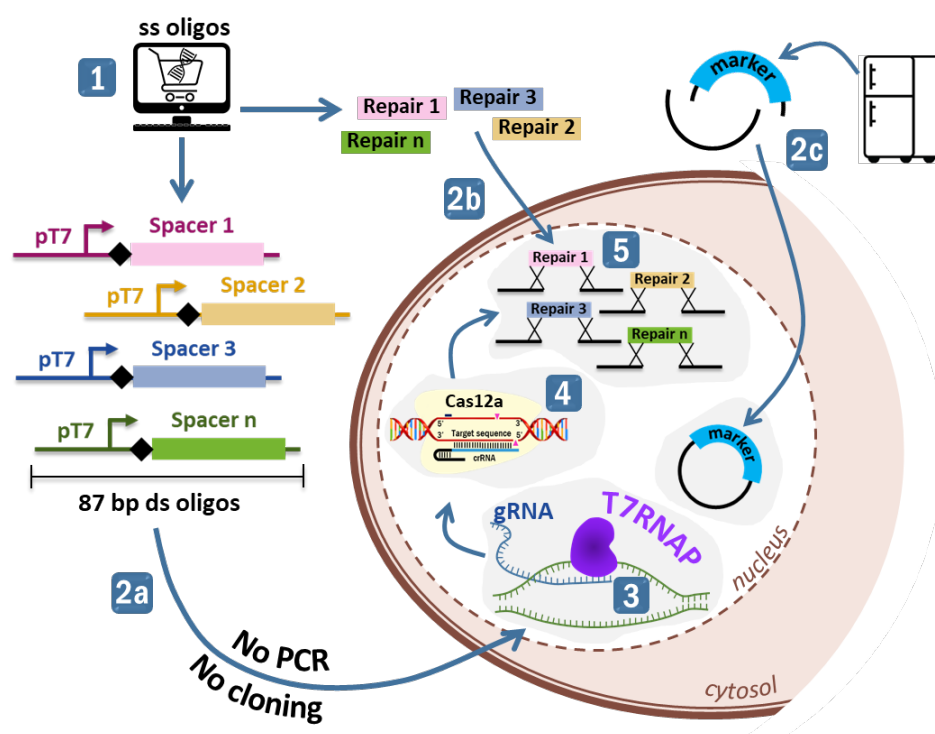 ss oligos
1
Repair 1
Repair 3
Repair 2
Repair n
marker
2c
2b
pT7
Spacer 1
pT7
Spacer 2
pT7
Spacer 3
pT7
Spacer n
87 bp ds oligos
2a
No PCR
No cloning
5
Repair 1
Repair 2
Repair 3
Repair n
4
Cas12a
5' 3'
3' Target sequence 5'
crRNA
marker
gRNA
T7RNAP
3
nucleus
cytosol